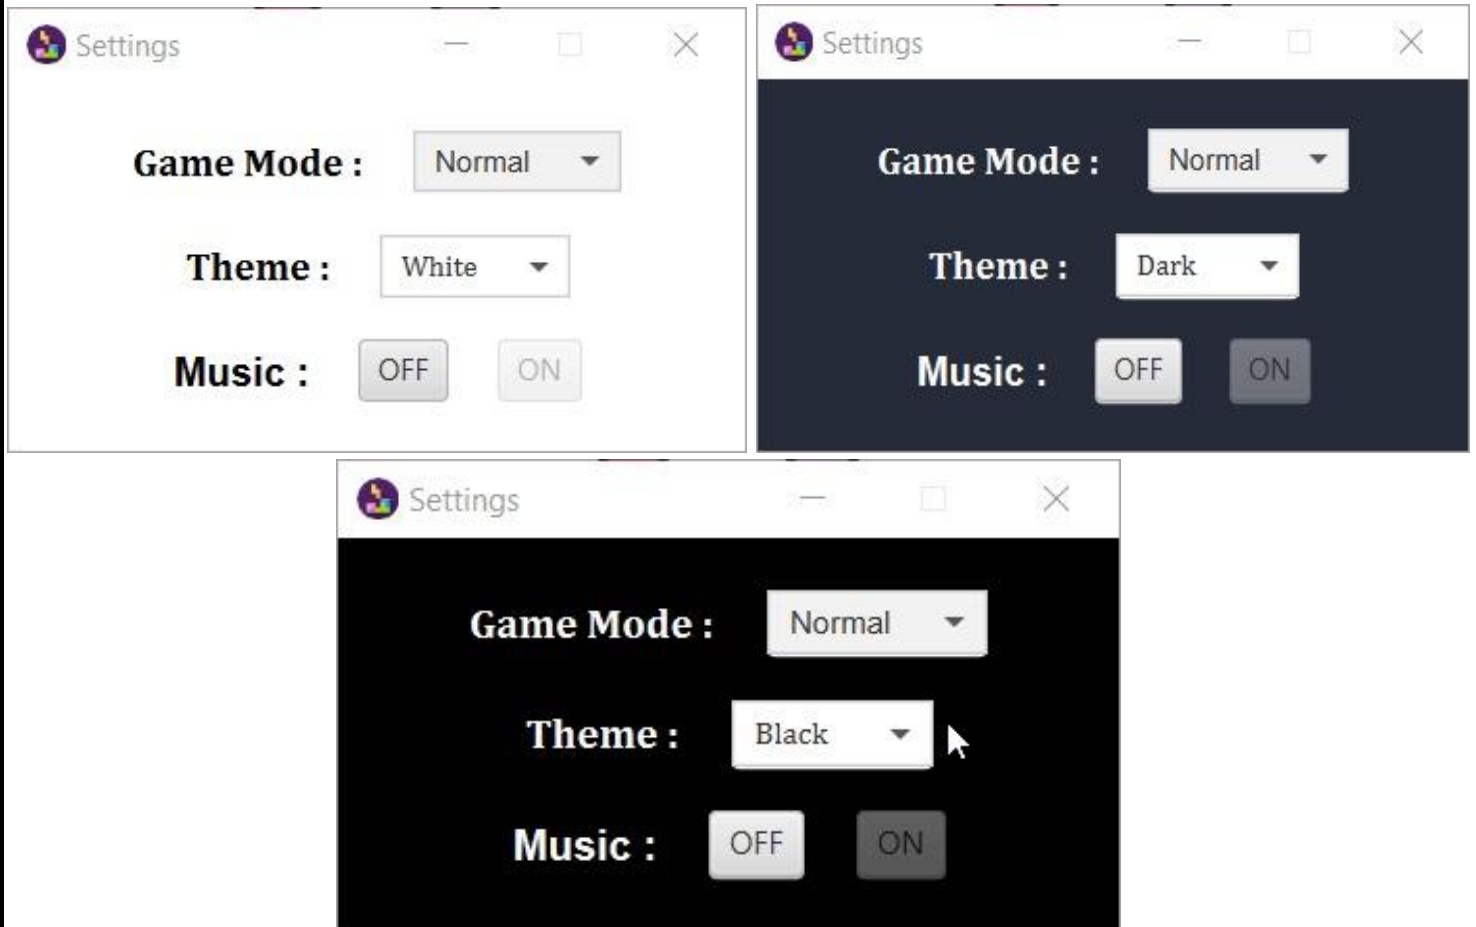 Settings
Game Mode : Normal
Theme : White
Music : OFF ON
Settings
Game Mode : Normal
Theme : Dark
Music : OFF ON
Settings
Game Mode : Normal
Theme : Black
Music : OFF ON